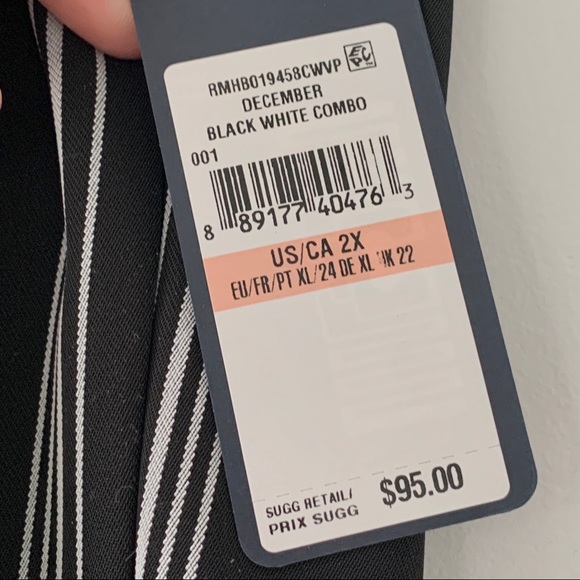 RMHB019458CWVP
EPC
DECEMBER
BLACK WHITE COMBO
001
8 89177 40476 3
US/CA 2X
EU/FR/PT XL/24 DE XL UK 22
SUGG RETAIL/
PRIX SUGG
$95.00